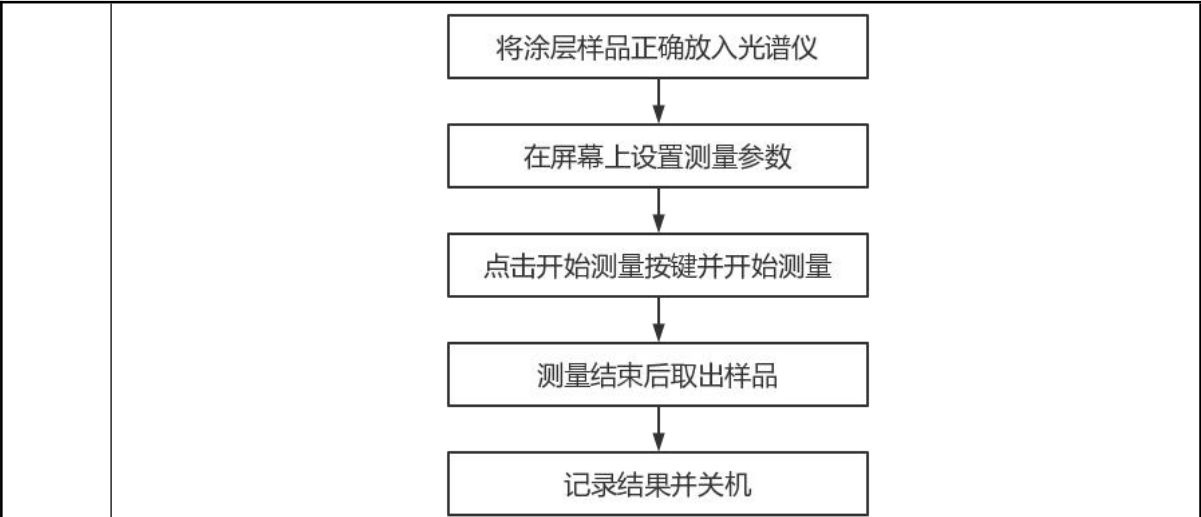 将涂层样品正确放入光谱仪
在屏幕上设置测量参数
点击开始测量按键并开始测量
测量结束后取出样品
记录结果并关机